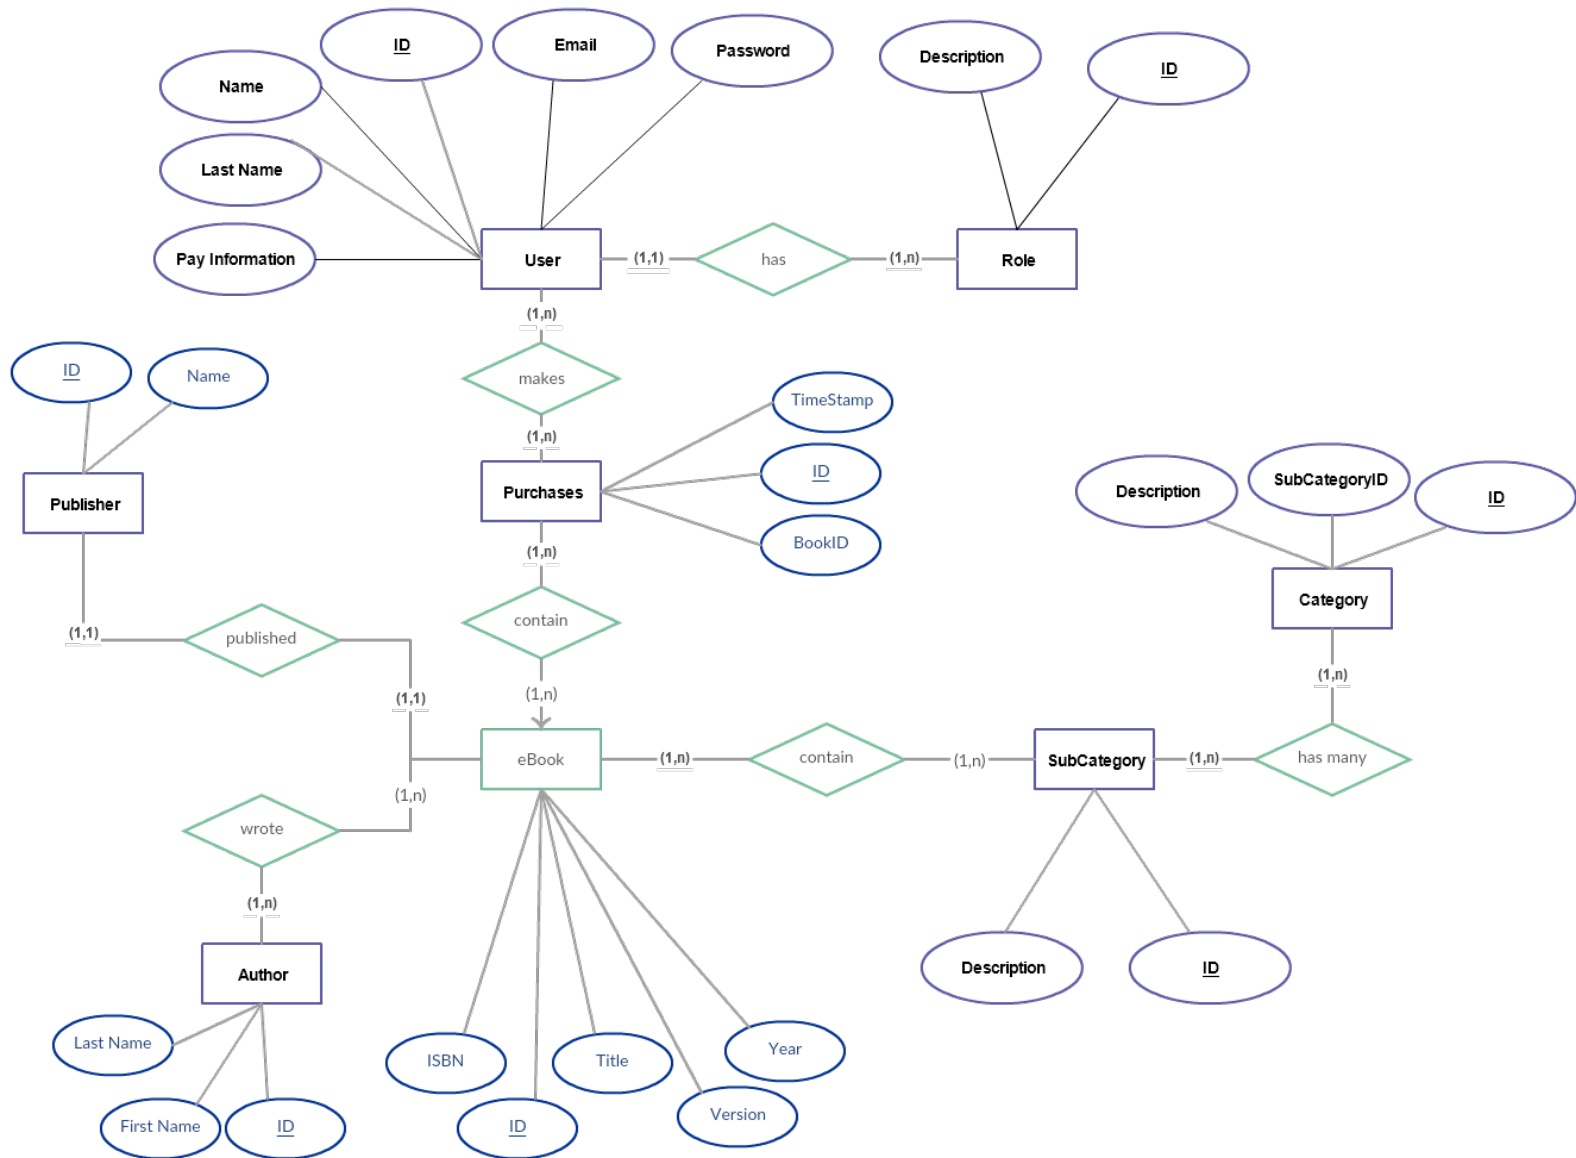 ID
Email
Password
Description
ID
Name
Last Name
Pay Information
User
(1,1)
has
(1,n)
Role
(1,n)
makes
(1,n)
ID
Name
TimeStamp
ID
BookID
Purchases
Publisher
Description
SubCategoryID
ID
Category
(1,n)
contain
(1,n)
(1,1)
published
(1,1)
(1,n)
eBook
(1,n)
contain
(1,n)
SubCategory
(1,n)
has many
(1,n)
wrote
(1,n)
Author
Description
ID
Last Name
First Name
ID
ISBN
ID
Title
Version
Year